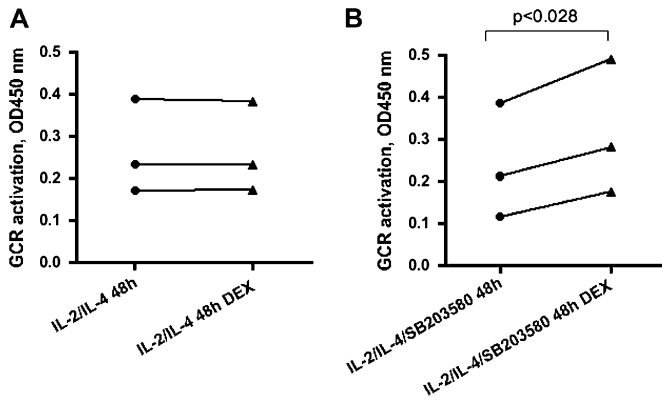 A
GCR activation, OD450 nm
0.5
0.4
0.3
0.2
0.1
0.0
IL-2/IL-4 48h
IL-2/IL-4 48h DEX
B
p<0.028
GCR activation, OD450 nm
0.5
0.4
0.3
0.2
0.1
0.0
IL-2/IL-4/SB203580 48h
IL-2/IL-4/SB203580 48h DEX